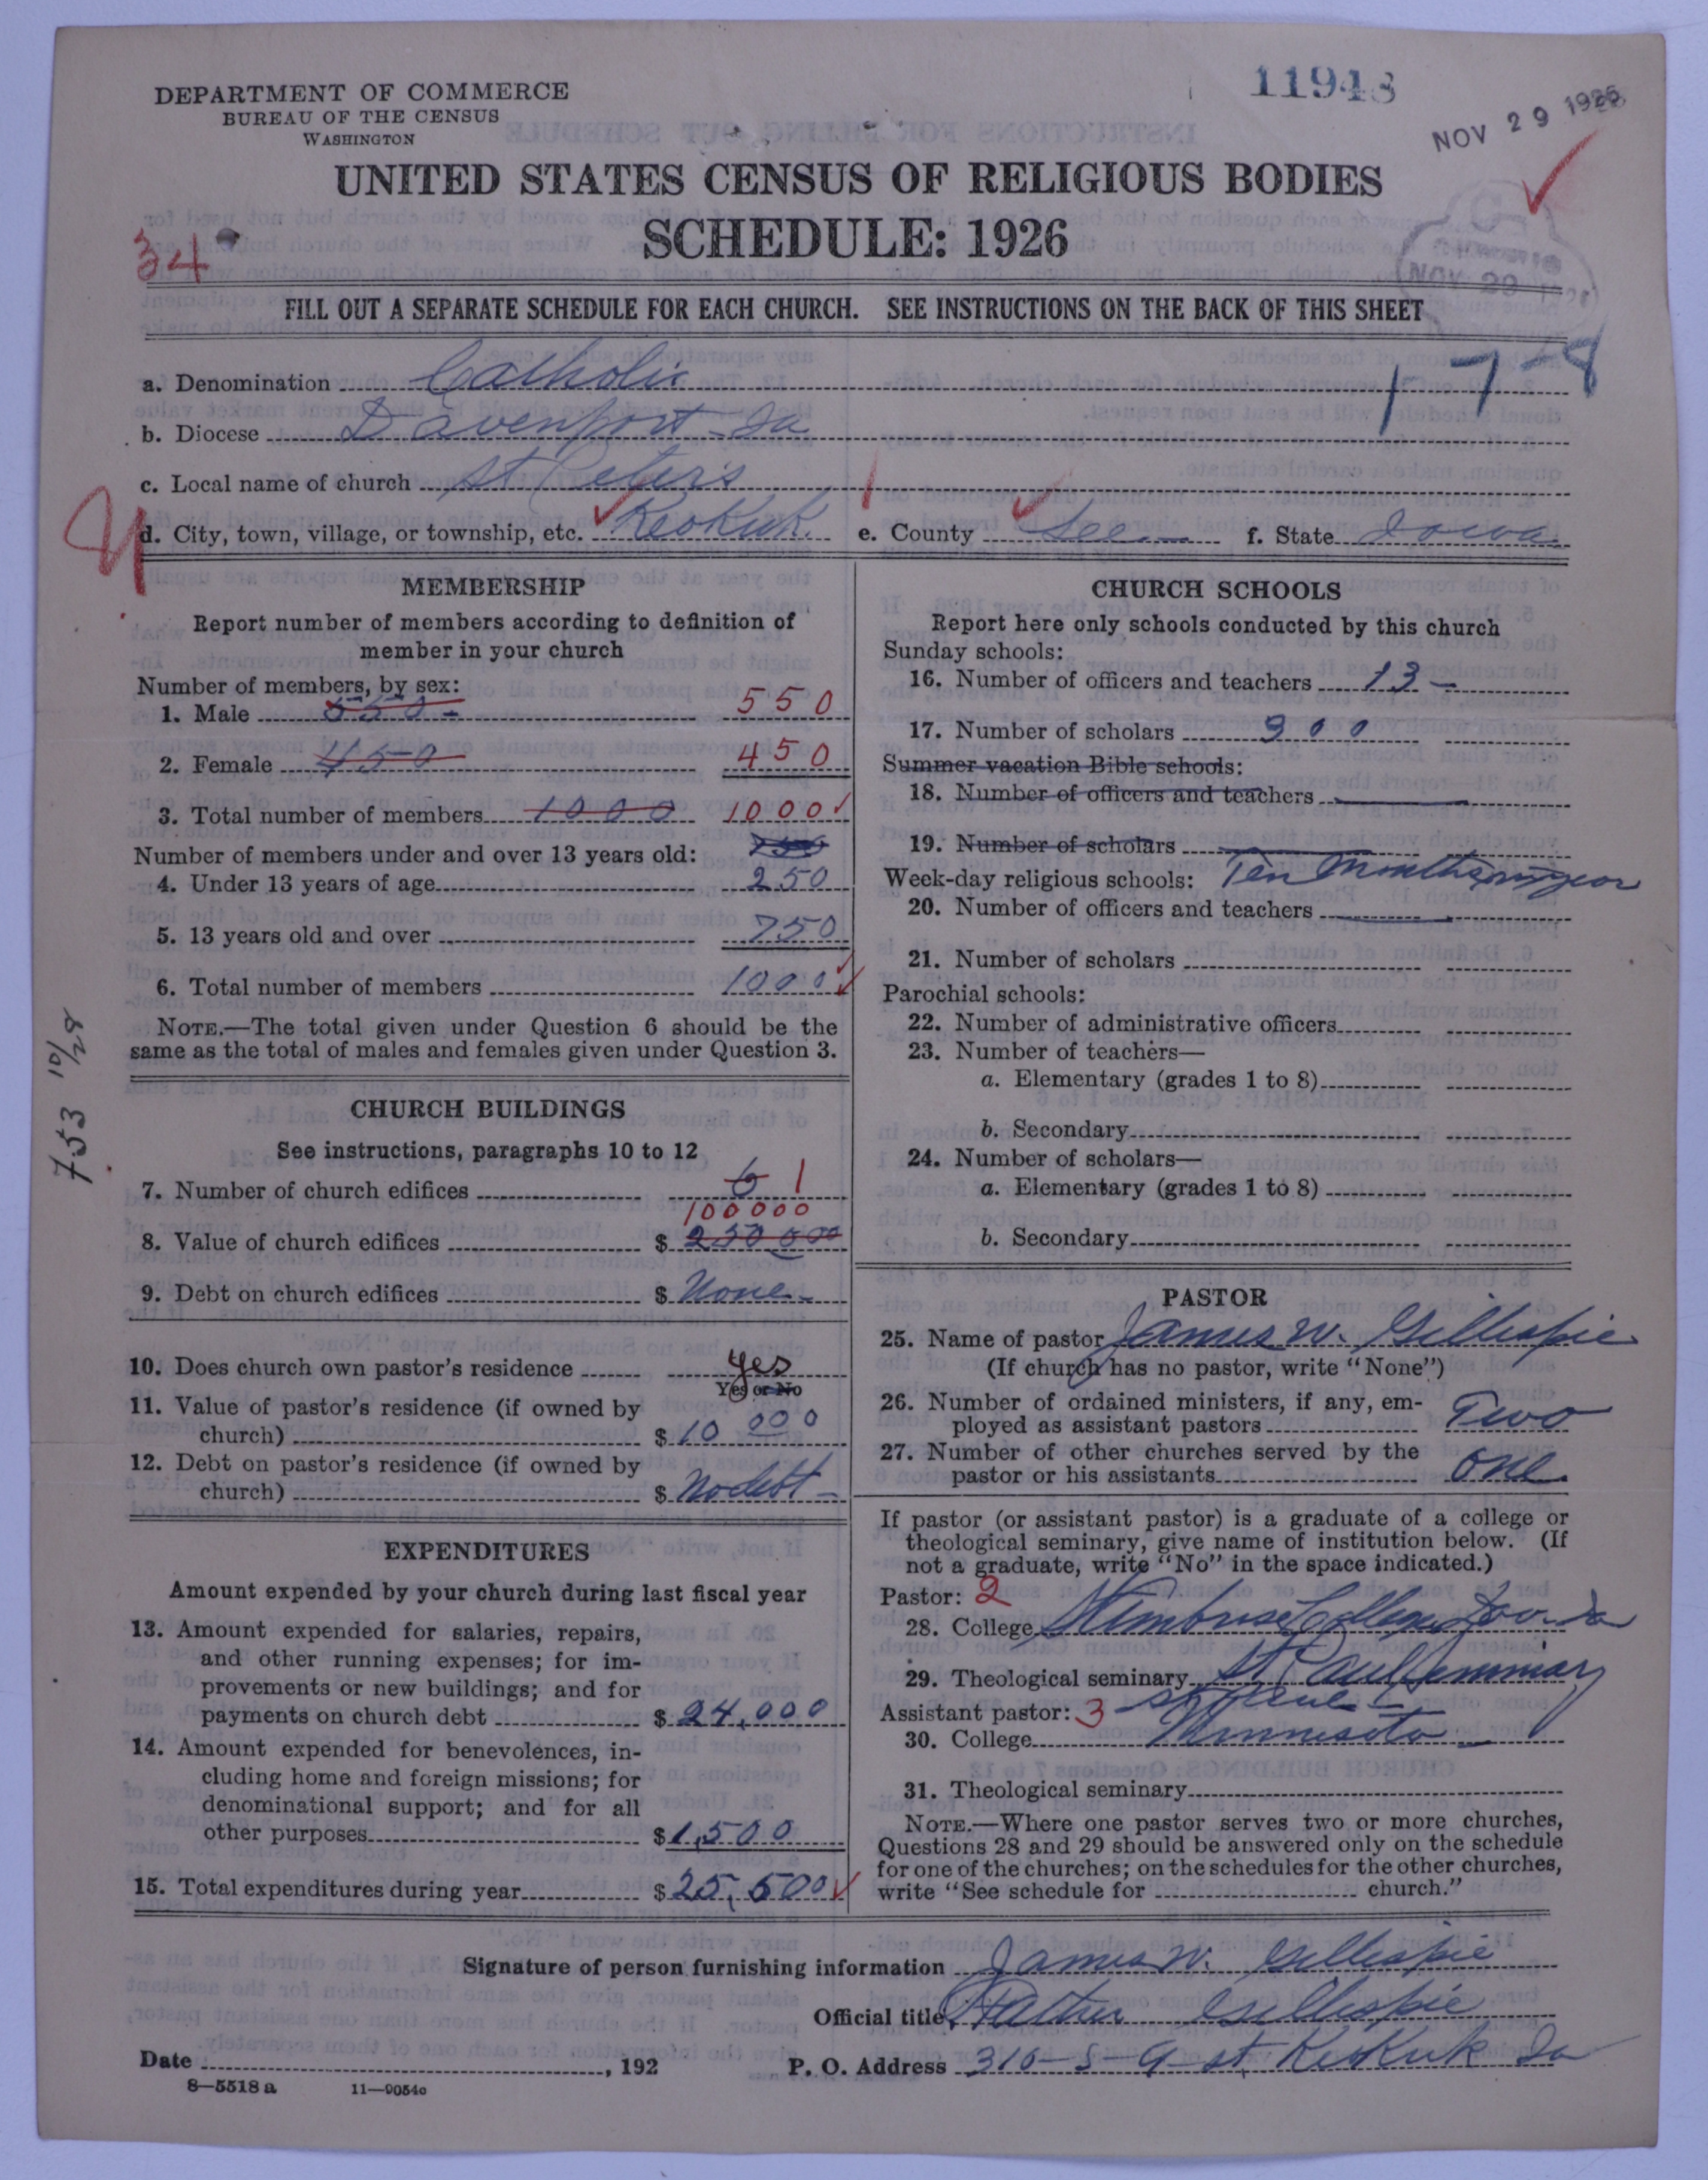 DEPARTMENT OF COMMERCE
BUREAU OF THE CENSUS
WASHINGTON
11948
NOV 29 1926
UNITED STATES CENSUS OF RELIGIOUS BODIES
SCHEDULE: 1926
34
NOV 29
FILL OUT A SEPARATE SCHEDULE FOR EACH CHURCH. SEE INSTRUCTIONS ON THE BACK OF THIS SHEET
a. Denomination Catholic
b. Diocese Davenport Ia
c. Local name of church St Peter's
d. City, town, village, or township, etc. Keokuk. e. County Lee. f. State Iowa
MEMBERSHIP
Report number of members according to definition of
member in your church
Number of members, by sex:
1. Male 550 - 550
2. Female 450 450
3. Total number of members 1000 1000
Number of members under and over 13 years old: 750
4. Under 13 years of age 250
5. 13 years old and over 750
6. Total number of members 1000
NOTE.—The total given under Question 6 should be the
same as the total of males and females given under Question 3.
753 10/28
CHURCH BUILDINGS
See instructions, paragraphs 10 to 12
7. Number of church edifices 6 1
100000
8. Value of church edifices $ 250 000
9. Debt on church edifices $ None
10. Does church own pastor's residence yes
Yes or No
11. Value of pastor's residence (if owned by
church) $ 10 000
12. Debt on pastor's residence (if owned by
church) $ No debt
EXPENDITURES
Amount expended by your church during last fiscal year
13. Amount expended for salaries, repairs,
and other running expenses; for im-
provements or new buildings; and for
payments on church debt $ 24,000
14. Amount expended for benevolences, in-
cluding home and foreign missions; for
denominational support; and for all
other purposes $ 1,500
15. Total expenditures during year $ 25,500
CHURCH SCHOOLS
Report here only schools conducted by this church
Sunday schools:
16. Number of officers and teachers 13 -
17. Number of scholars 300
Summer vacation Bible schools:
18. Number of officers and teachers
19. Number of scholars
Week-day religious schools: Ten Months
20. Number of officers and teachers
21. Number of scholars
Parochial schools:
22. Number of administrative officers
23. Number of teachers—
a. Elementary (grades 1 to 8)
b. Secondary
24. Number of scholars—
a. Elementary (grades 1 to 8)
b. Secondary
PASTOR
25. Name of pastor James W. Gillespie
(If church has no pastor, write "None")
26. Number of ordained ministers, if any, em-
ployed as assistant pastors Two
27. Number of other churches served by the
pastor or his assistants One.
If pastor (or assistant pastor) is a graduate of a college or
theological seminary, give name of institution below. (If
not a graduate, write "No" in the space indicated.)
Pastor: 2
28. College St Ambrose College
29. Theological seminary St Paul Seminary
Assistant pastor: 3 St Paul
30. College Minnesota
31. Theological seminary
NOTE.—Where one pastor serves two or more churches,
Questions 28 and 29 should be answered only on the schedule
for one of the churches; on the schedules for the other churches,
write "See schedule for church."
Signature of person furnishing information James W. Gillespie
Official title, Father Gillespie
Date , 192 P. O. Address 310-S-9-st, Keokuk Ia
8—5518 a 11—9054c